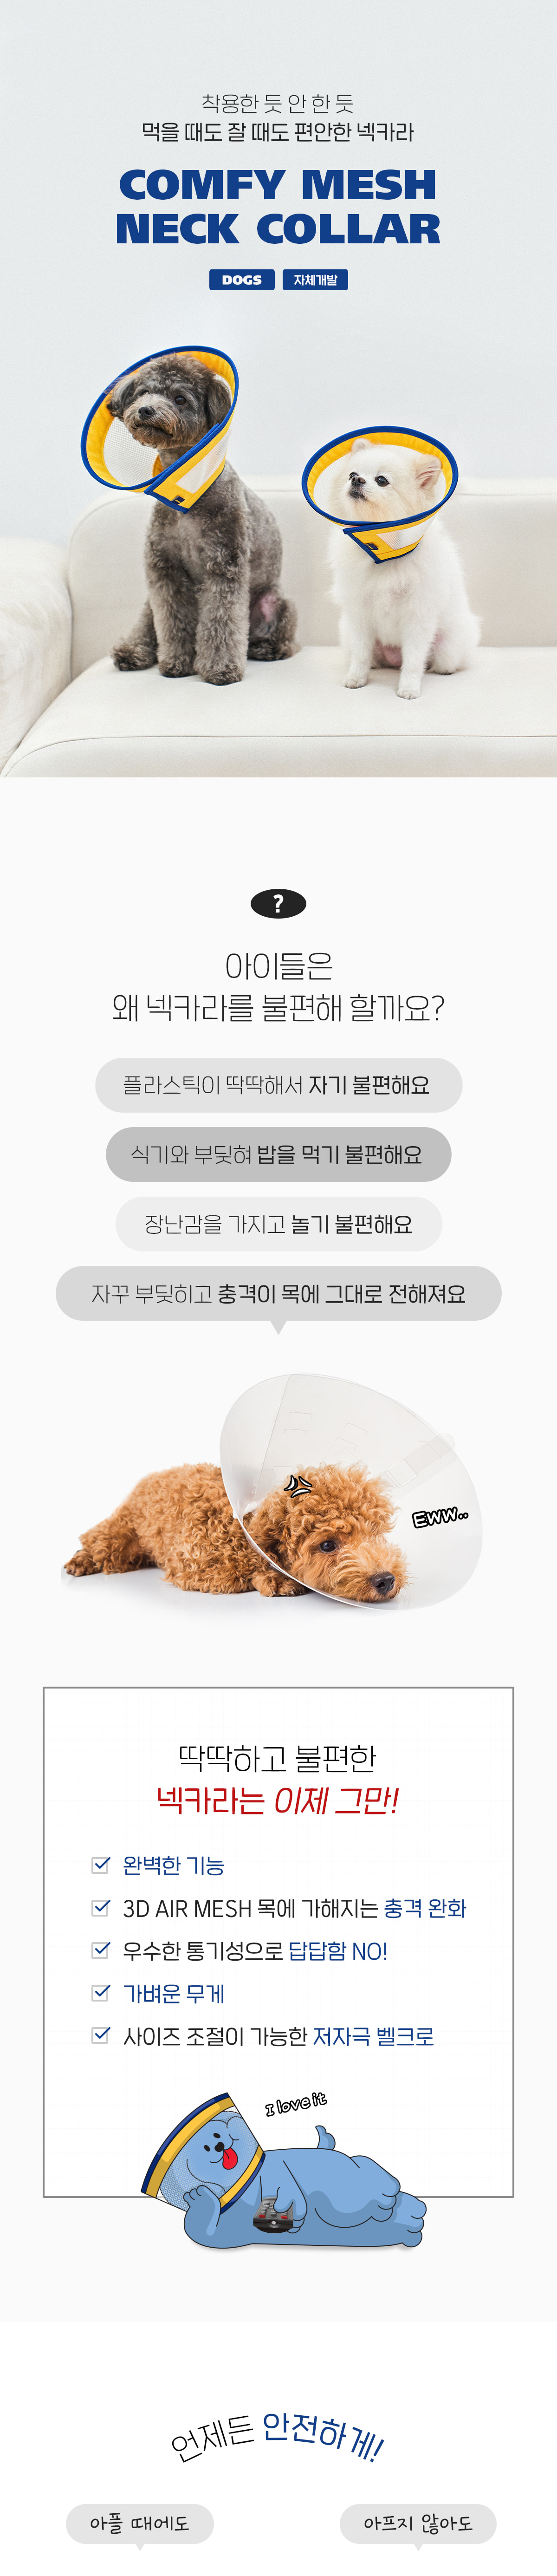 착용한 듯 안 한 듯
먹을 때도 잘 때도 편안한 넥카라
COMFY MESH
NECK COLLAR
DOGS 자체개발
?
아이들은
왜 넥카라를 불편해 할까요?
플라스틱이 딱딱해서 자기 불편해요
식기와 부딪혀 밥을 먹기 불편해요
장난감을 가지고 놀기 불편해요
자꾸 부딪히고 충격이 목에 그대로 전해져요
EWW..
딱딱하고 불편한
넥카라는 이제 그만!
완벽한 기능
3D AIR MESH 목에 가해지는 충격 완화
우수한 통기성으로 답답함 NO!
가벼운 무게
사이즈 조절이 가능한 저자극 벨크로
I love it
언제든 안전하게!
아플 때에도
아프지 않아도